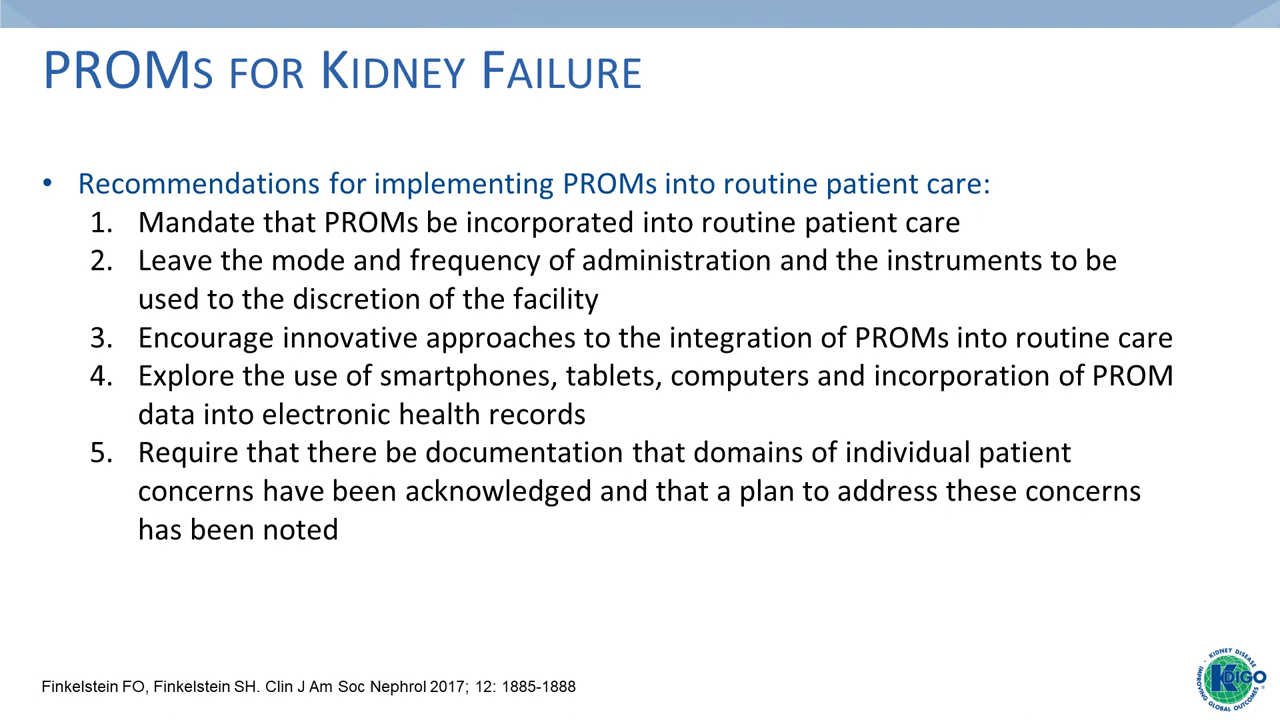 PROMS FOR KIDNEY FAILURE
• Recommendations for implementing PROMs into routine patient care:
1. Mandate that PROMs be incorporated into routine patient care
2. Leave the mode and frequency of administration and the instruments to be
used to the discretion of the facility
3. Encourage innovative approaches to the integration of PROMs into routine care
4. Explore the use of smartphones, tablets, computers and incorporation of PROM
data into electronic health records
5. Require that there be documentation that domains of individual patient
concerns have been acknowledged and that a plan to address these concerns
has been noted
Finkelstein FO, Finkelstein SH. Clin J Am Soc Nephrol 2017; 12: 1885-1888
KIDNEY DISEASE
KDIGO
IMPROVING GLOBAL OUTCOMES
®